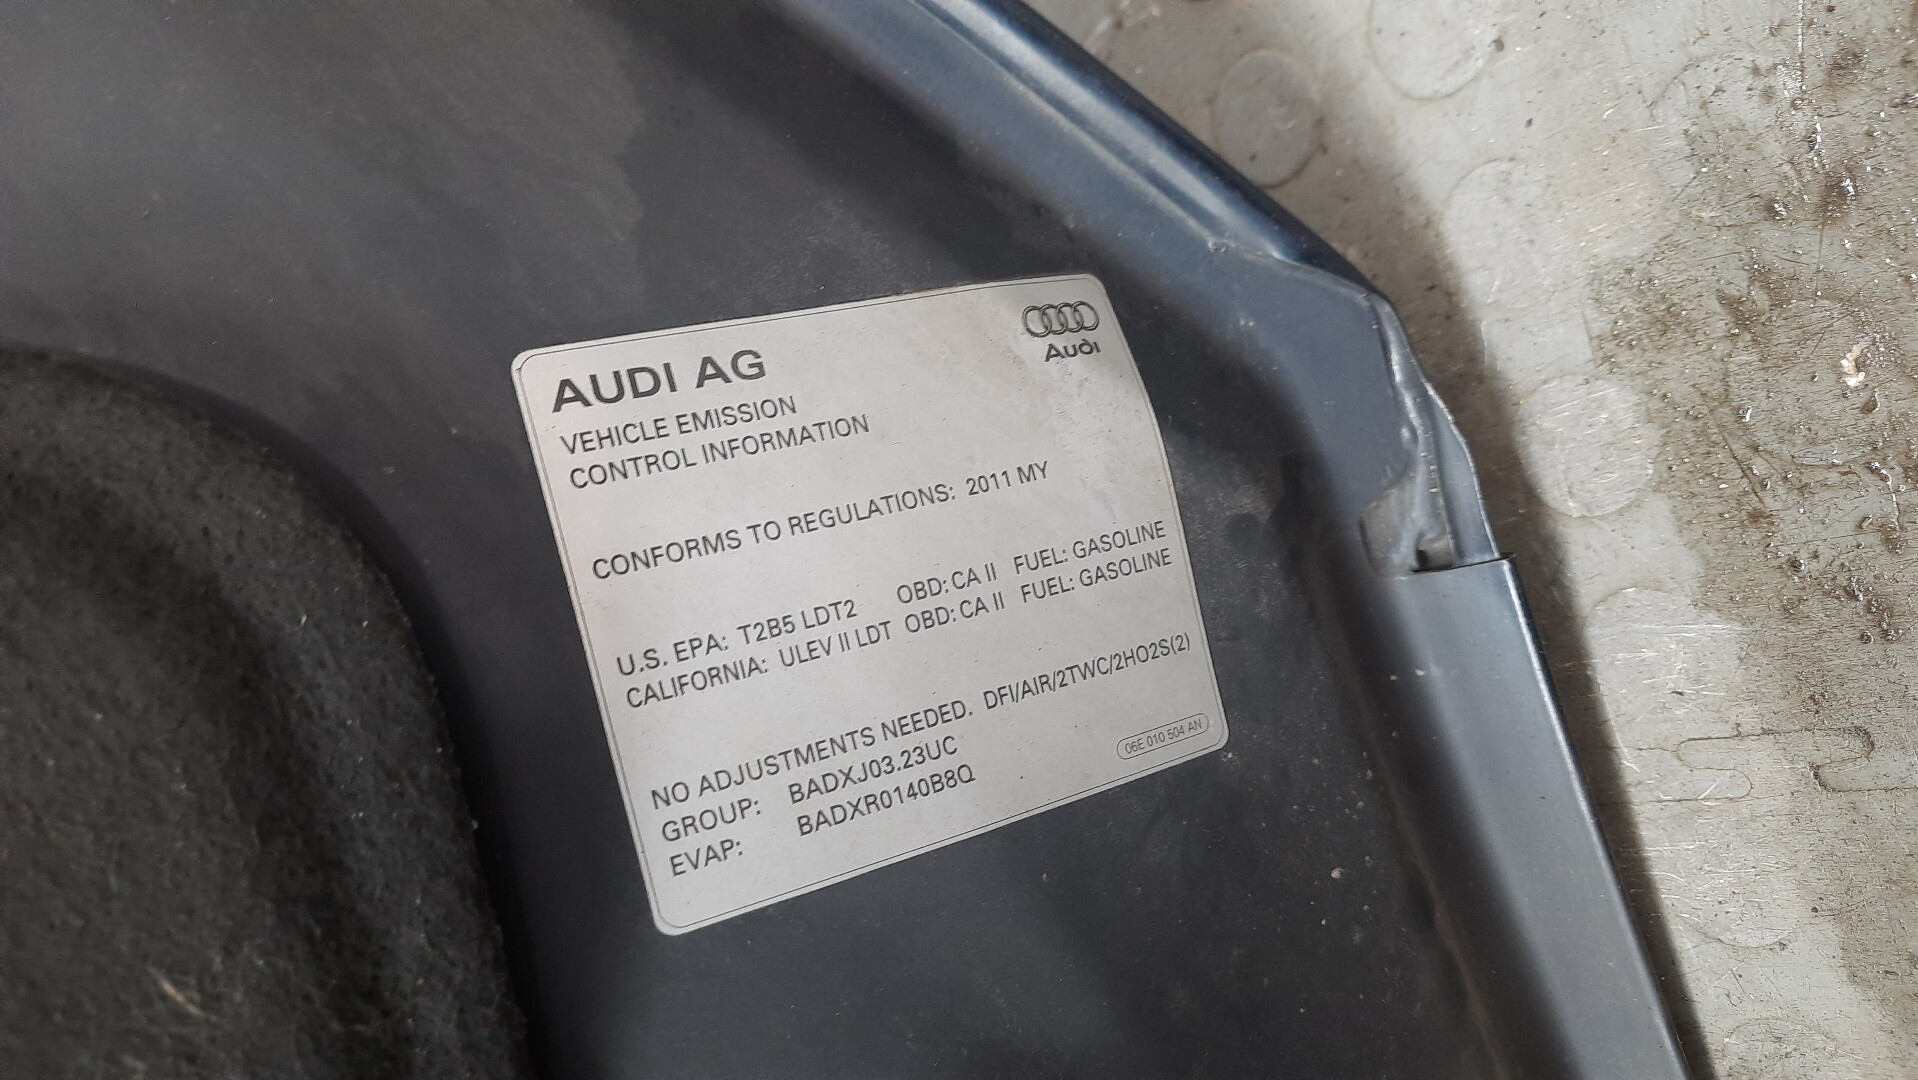 AUDI AG
Audi
VEHICLE EMISSION
CONTROL INFORMATION
CONFORMS TO REGULATIONS: 2011 MY
U.S. EPA: T2B5 LDT2 OBD: CA II FUEL: GASOLINE
CALIFORNIA: ULEV II LDT OBD: CA II FUEL: GASOLINE
NO ADJUSTMENTS NEEDED. DFI/AIR/2TWC/2HO2S(2)
GROUP: BADXJ03.23UC
EVAP: BADXR0140B8Q
06E 010 504 AN